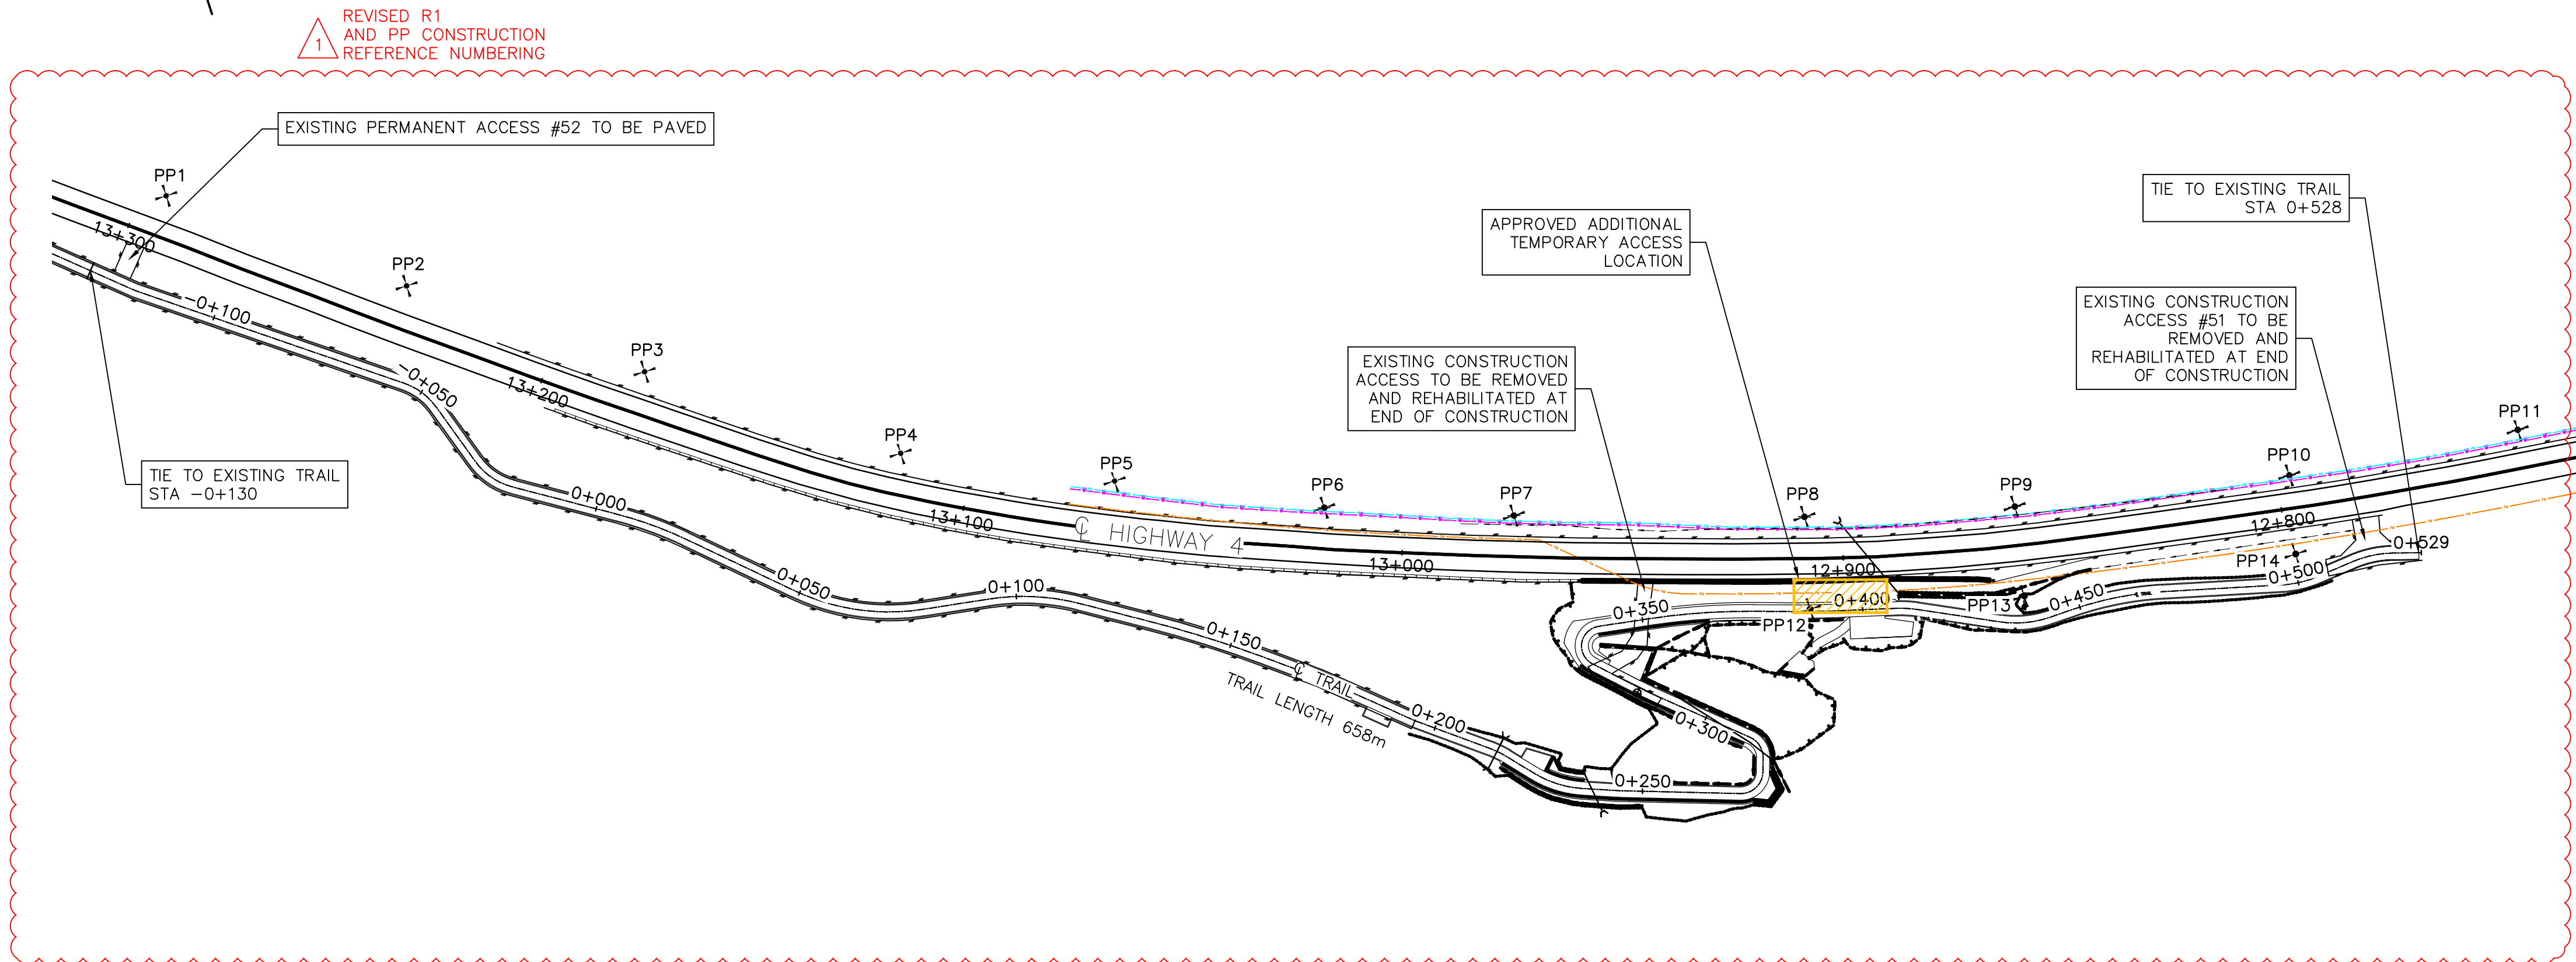 REVISED R1
AND PP CONSTRUCTION
REFERENCE NUMBERING
1
EXISTING PERMANENT ACCESS #52 TO BE PAVED
PP1
13+300
PP2
-0+100
PP3
-0+050
13+200
TIE TO EXISTING TRAIL
STA -0+130
PP4
PP5
0+000
13+100
℄ HIGHWAY 4
PP6
PP7
13+000
0+050
0+100
0+150
℄ TRAIL
TRAIL LENGTH 658m
0+200
0+250
0+300
0+350
APPROVED ADDITIONAL
TEMPORARY ACCESS
LOCATION
EXISTING CONSTRUCTION
ACCESS TO BE REMOVED
AND REHABILITATED AT
END OF CONSTRUCTION
PP8
12+900
0+400
PP12
PP9
PP13
0+450
TIE TO EXISTING TRAIL
STA 0+528
EXISTING CONSTRUCTION
ACCESS #51 TO BE
REMOVED AND
REHABILITATED AT END
OF CONSTRUCTION
PP10
PP11
12+800
PP14
0+500
0+529